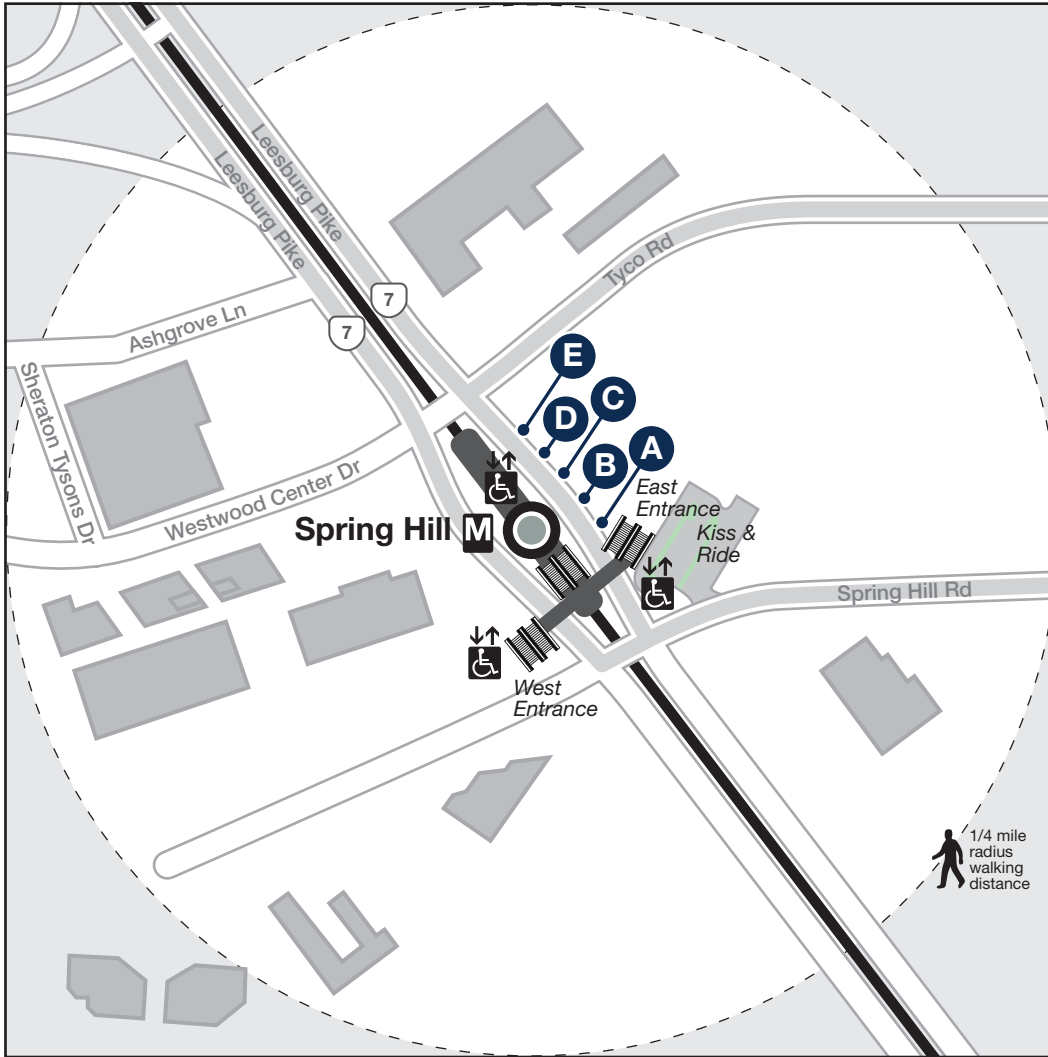 Leesburg Pike
Leesburg Pike
7
7
Tyco Rd
Ashgrove Ln
Sheraton Tysons Dr
Westwood Center Dr
E
D
C
B
A
East
Entrance
Kiss &
Ride
Spring Hill M
Spring Hill Rd
West
Entrance
1/4 mile
radius
walking
distance